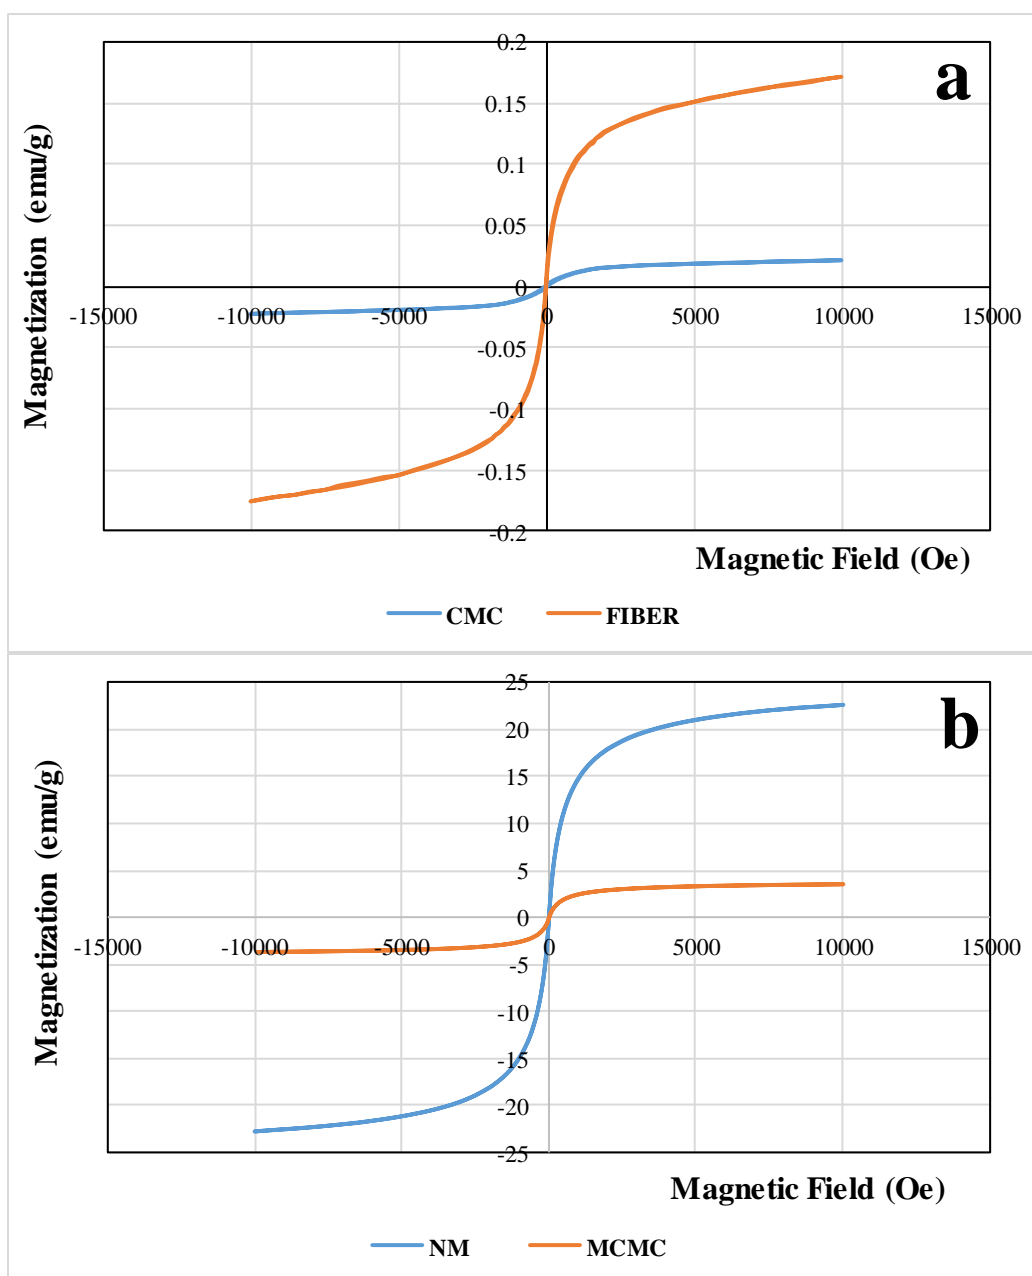 a
Magnetization (emu/g)
0.2
0.15
0.1
0.05
0
-15000 -10000 -5000 0 5000 10000 15000
-0.05
-0.1
-0.15
-0.2
Magnetic Field (Oe)
CMC FIBER
b
Magnetization (emu/g)
25
20
15
10
5
0
-15000 -10000 -5000 0 5000 10000 15000
-5
-10
-15
-20
-25
Magnetic Field (Oe)
NM MCMC